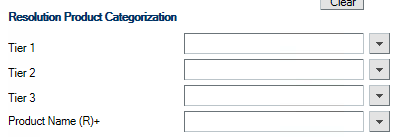 Clear
Resolution Product Categorization
Tier 1
Tier 2
Tier 3
Product Name (R)+